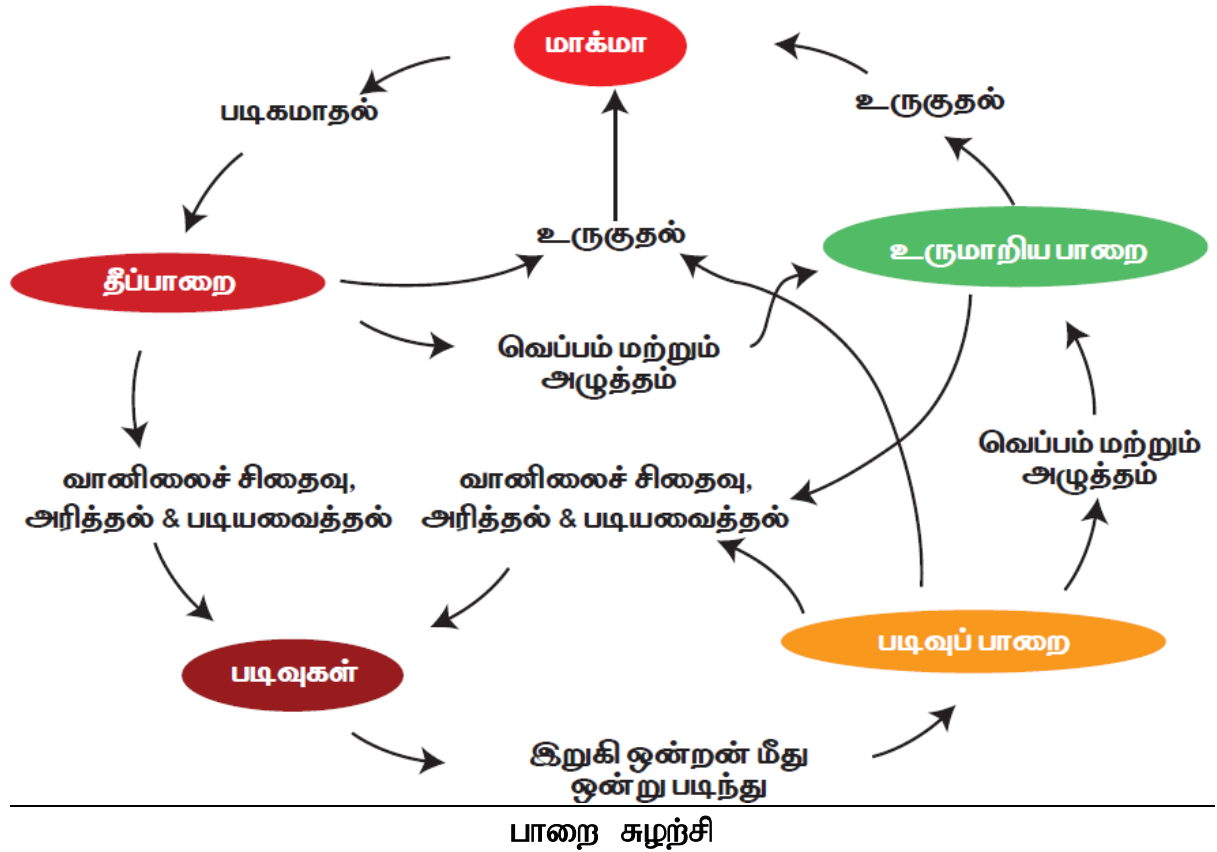 மாக்மா
படிகமாதல்
உருகுதல்
உருகுதல்
உருமாறிய பாறை
தீப்பாறை
வெப்பம் மற்றும்
அழுத்தம்
வெப்பம் மற்றும்
அழுத்தம்
வானிலைச் சிதைவு,
அரித்தல் & படியவைத்தல்
வானிலைச் சிதைவு,
அரித்தல் & படியவைத்தல்
படிவுப் பாறை
படிவுகள்
இறுகி ஒன்றன் மீது
ஒன்று படிந்து
பாறை சுழற்சி